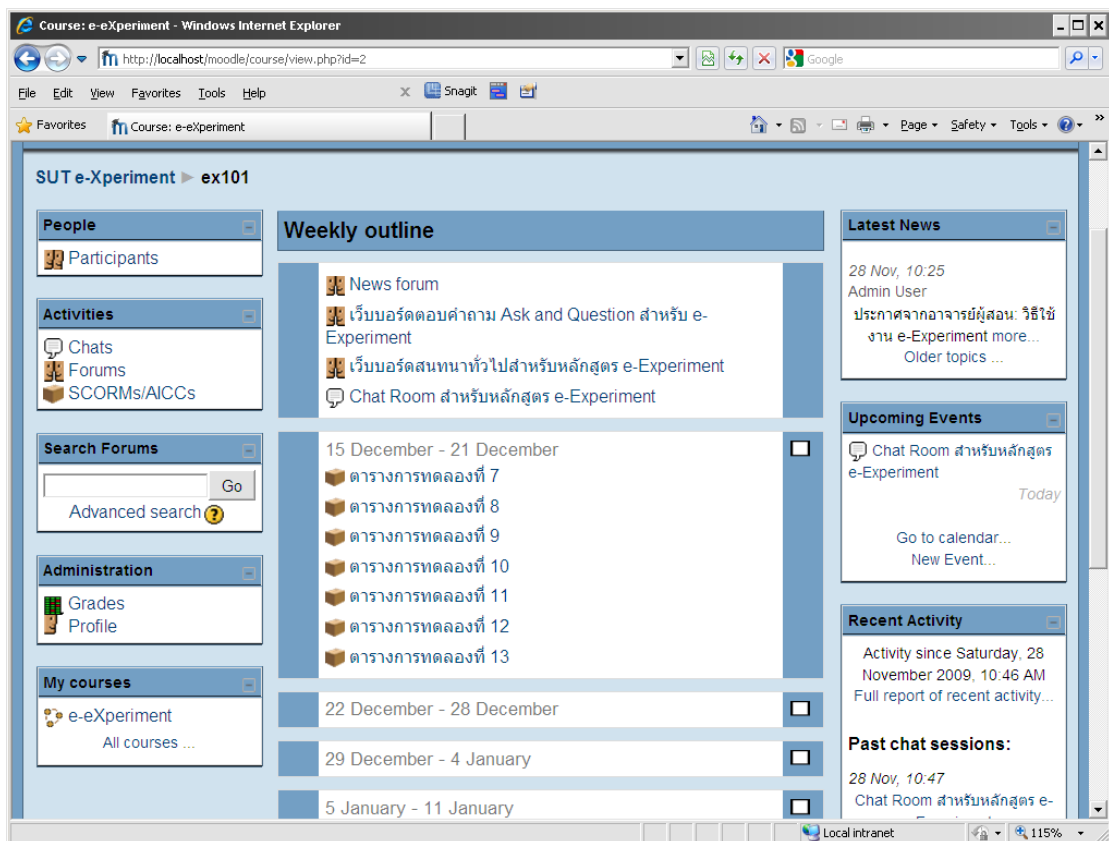 Course: e-eXperiment - Windows Internet Explorer
http://localhost/moodle/course/view.php?id=2
Google
File Edit View Favorites Tools Help
x Snagit
Favorites
Course: e-eXperiment
Page Safety Tools
SUT e-Xperiment ► ex101
People
Participants
Activities
Chats
Forums
SCORMs/AICCs
Search Forums
Go
Advanced search
Administration
Grades
Profile
My courses
e-eXperiment
All courses ...
Weekly outline
News forum
เว็บบอร์ดตอบคำถาม Ask and Question สำหรับ e-
Experiment
เว็บบอร์ดสนทนาทั่วไปสำหรับหลักสูตร e-Experiment
Chat Room สำหรับหลักสูตร e-Experiment
15 December - 21 December
ตารางการทดลองที่ 7
ตารางการทดลองที่ 8
ตารางการทดลองที่ 9
ตารางการทดลองที่ 10
ตารางการทดลองที่ 11
ตารางการทดลองที่ 12
ตารางการทดลองที่ 13
22 December - 28 December
29 December - 4 January
5 January - 11 January
Latest News
28 Nov, 10:25
Admin User
ประกาศจากอาจารย์ผู้สอน: วิธีใช้
งาน e-Experiment more...
Older topics ...
Upcoming Events
Chat Room สำหรับหลักสูตร
e-Experiment
Today
Go to calendar...
New Event...
Recent Activity
Activity since Saturday, 28
November 2009, 10:46 AM
Full report of recent activity...
Past chat sessions:
28 Nov, 10:47
Chat Room สำหรับหลักสูตร e-
Local intranet
115%